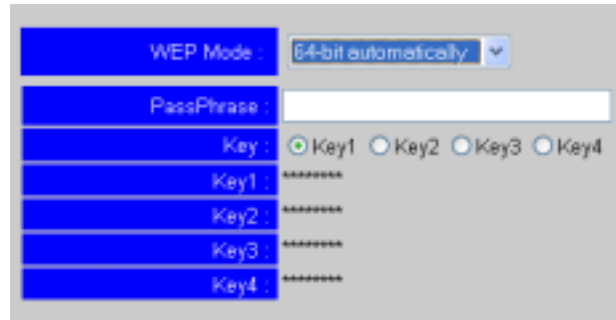 WEP Mode : 64-bit automatically
PassPhrase :
Key : Key1 Key2 Key3 Key4
Key1 : ********
Key2 : ********
Key3 : ********
Key4 : ********